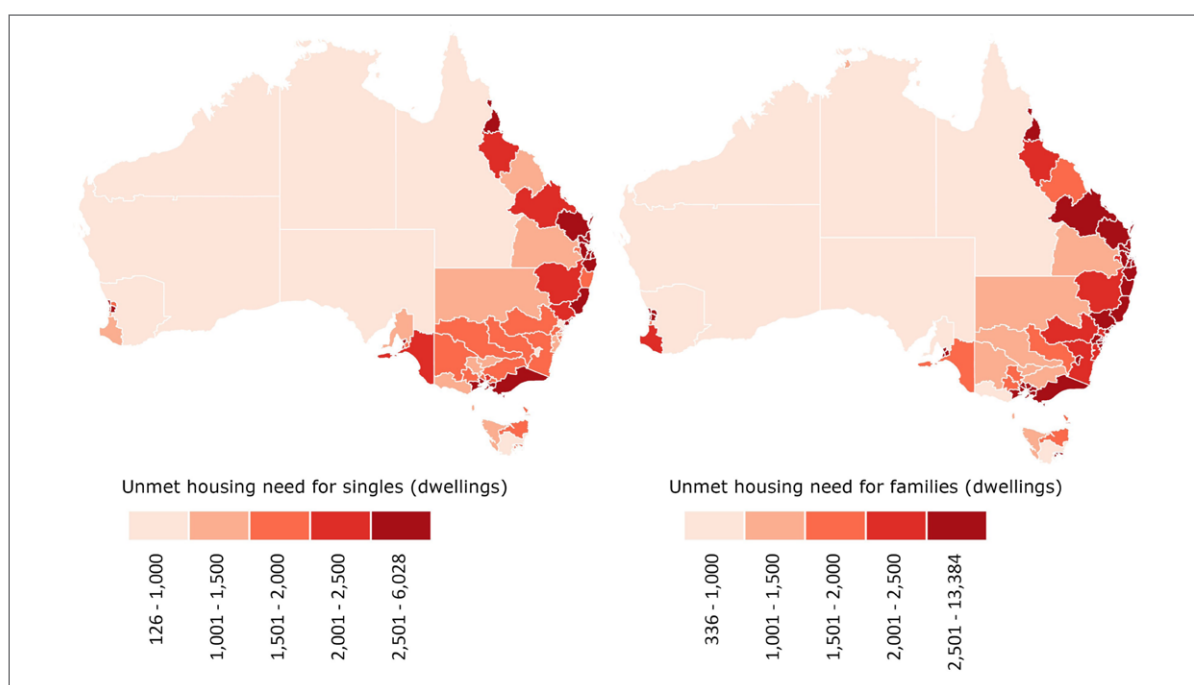 Unmet housing need for singles (dwellings)
126 - 1,000
1,001 - 1,500
1,501 - 2,000
2,001 - 2,500
2,501 - 6,028
Unmet housing need for families (dwellings)
336 - 1,000
1,001 - 1,500
1,501 - 2,000
2,001 - 2,500
2,501 - 13,384